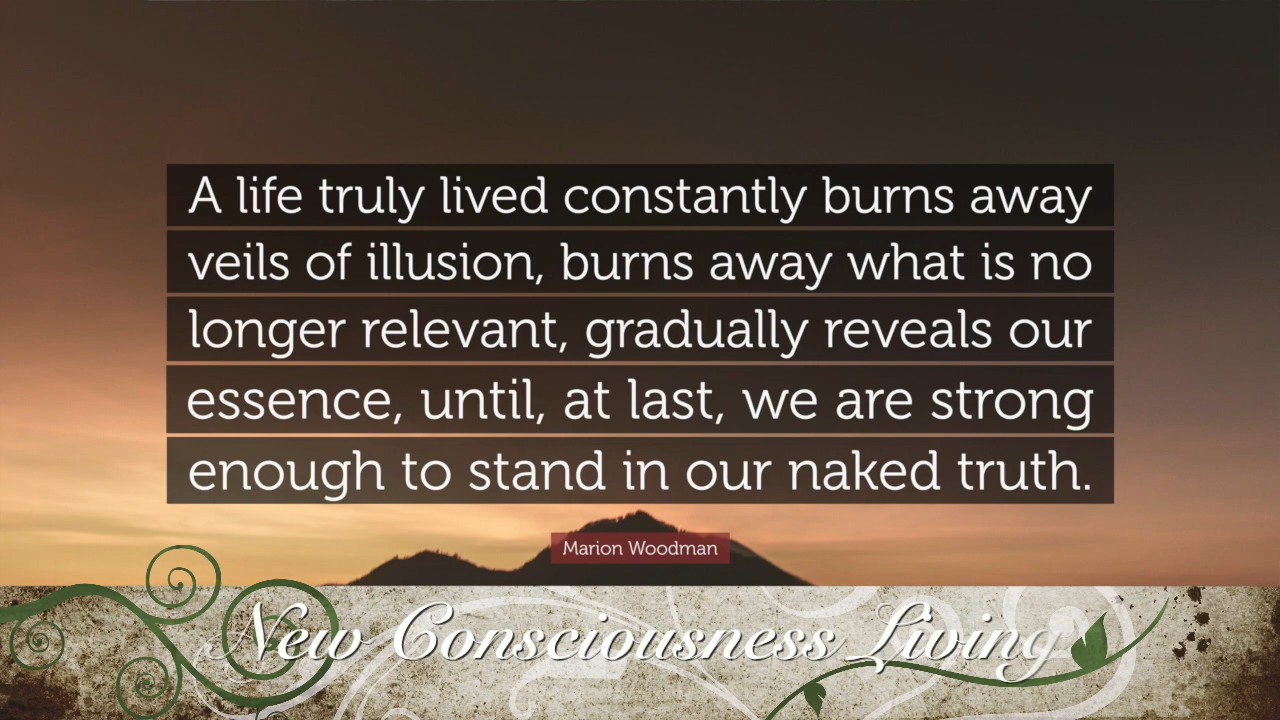 A life truly lived constantly burns away
veils of illusion, burns away what is no
longer relevant, gradually reveals our
essence, until, at last, we are strong
enough to stand in our naked truth.
Marion Woodman
New Consciousness Living